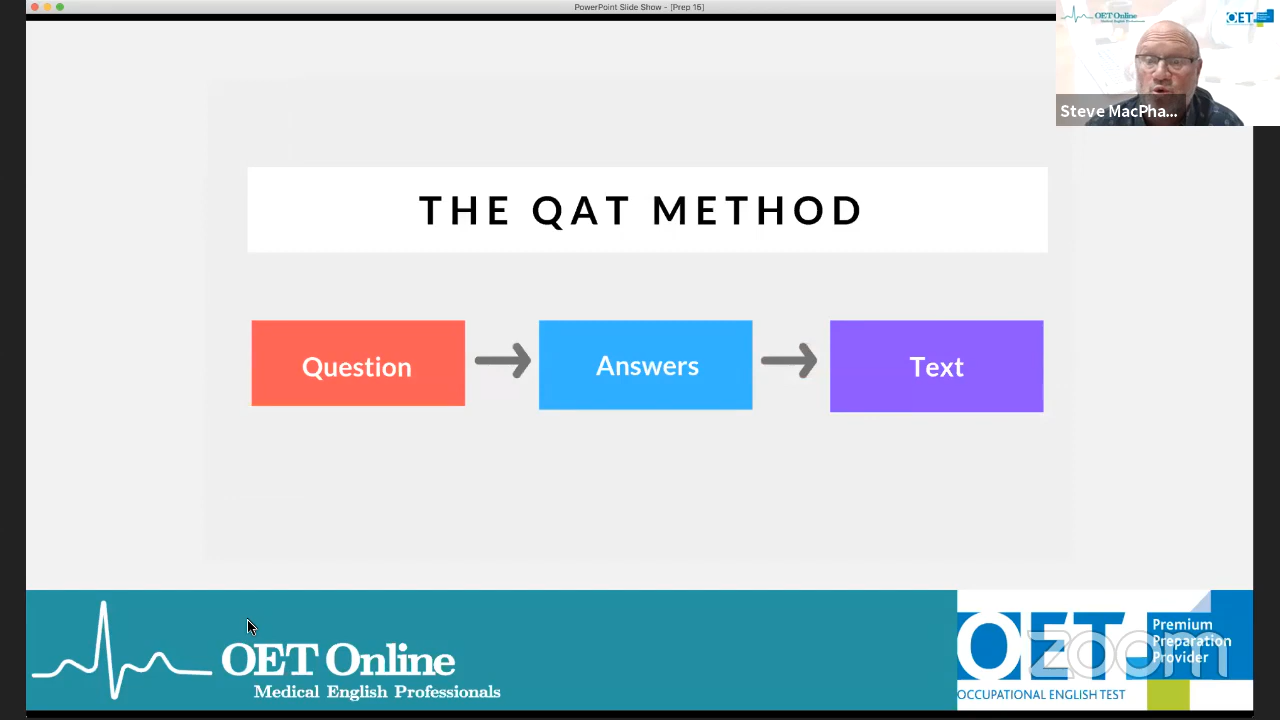 PowerPoint Slide Show - [Prep 15]
OET Online
OET
Steve MacPha...
THE QAT METHOD
Question
Answers
Text
OET Online
Medical English Professionals
OET
Premium
Preparation
Provider
zoom
OCCUPATIONAL ENGLISH TEST